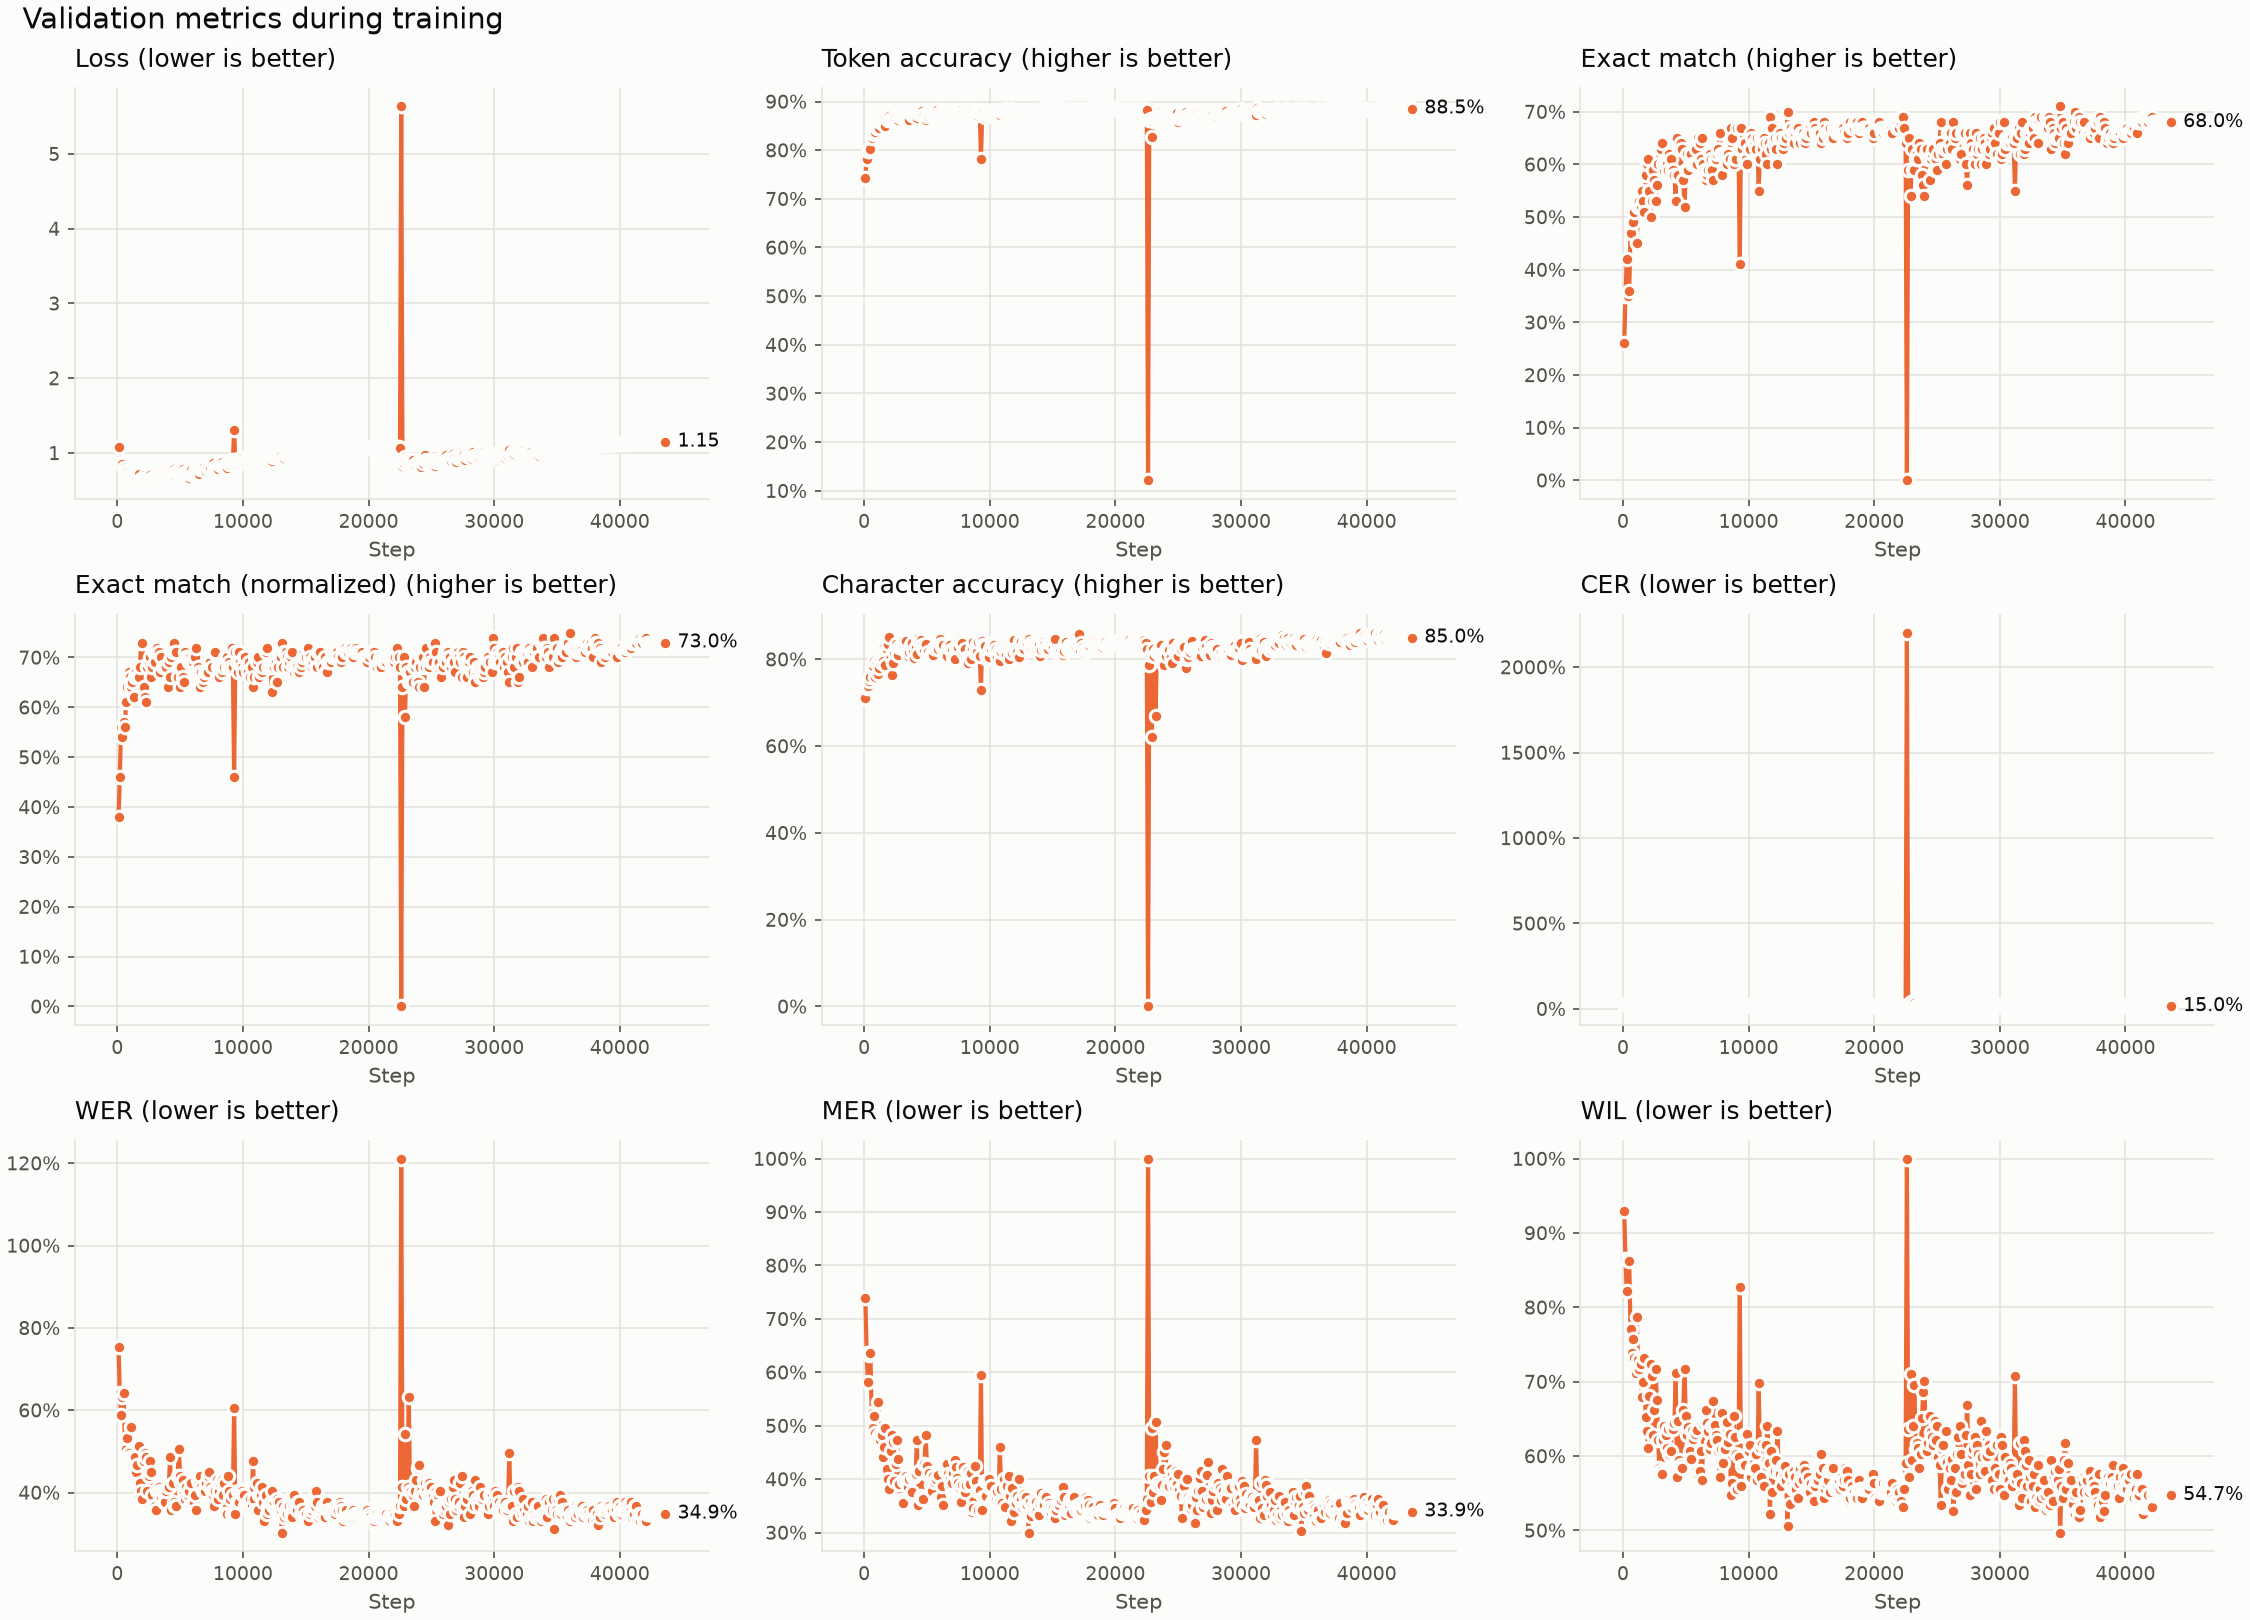 Validation metrics during training
Loss (lower is better)
5
4
3
2
1
1.15
0 10000 20000 30000 40000
Step
Token accuracy (higher is better)
90%
80%
70%
60%
50%
40%
30%
20%
10%
88.5%
0 10000 20000 30000 40000
Step
Exact match (higher is better)
70%
60%
50%
40%
30%
20%
10%
0%
68.0%
0 10000 20000 30000 40000
Step
Exact match (normalized) (higher is better)
70%
60%
50%
40%
30%
20%
10%
0%
73.0%
0 10000 20000 30000 40000
Step
Character accuracy (higher is better)
80%
60%
40%
20%
0%
85.0%
0 10000 20000 30000 40000
Step
CER (lower is better)
2000%
1500%
1000%
500%
0%
15.0%
0 10000 20000 30000 40000
Step
WER (lower is better)
120%
100%
80%
60%
40%
34.9%
0 10000 20000 30000 40000
Step
MER (lower is better)
100%
90%
80%
70%
60%
50%
40%
30%
33.9%
0 10000 20000 30000 40000
Step
WIL (lower is better)
100%
90%
80%
70%
60%
50%
54.7%
0 10000 20000 30000 40000
Step